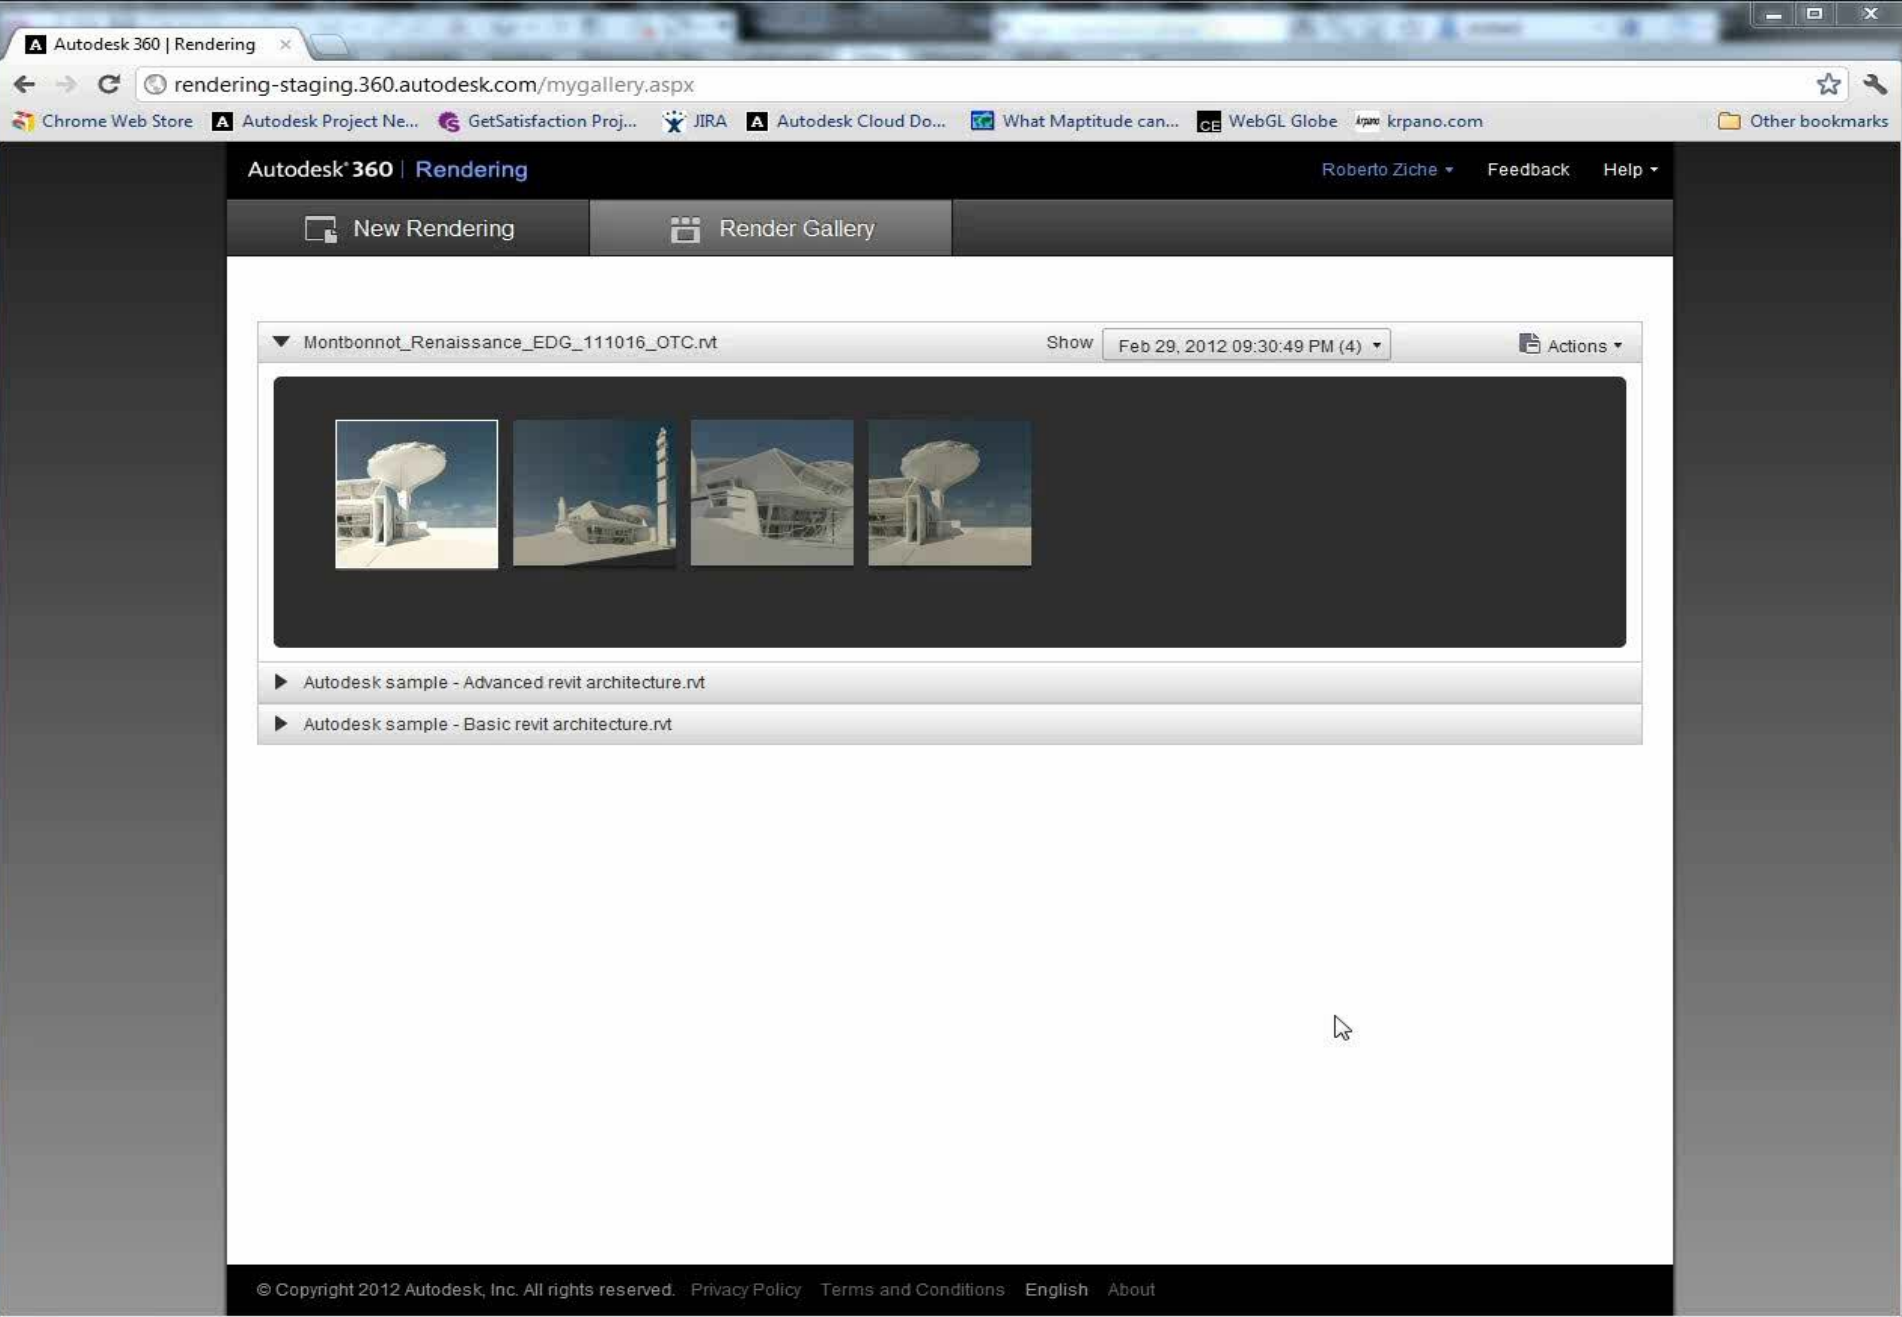 Autodesk 360 | Rendering
rendering-staging.360.autodesk.com/mygallery.aspx
Chrome Web Store Autodesk Project Ne... GetSatisfaction Proj... JIRA Autodesk Cloud Do... What Maptitude can... WebGL Globe krpano.com Other bookmarks
Autodesk® 360 | Rendering Roberto Ziche Feedback Help
New Rendering Render Gallery
Montbonnot_Renaissance_EDG_111016_OTC.rvt Show Feb 29, 2012 09:30:49 PM (4) Actions
Autodesk sample - Advanced revit architecture.rvt
Autodesk sample - Basic revit architecture.rvt
© Copyright 2012 Autodesk, Inc. All rights reserved. Privacy Policy Terms and Conditions English About